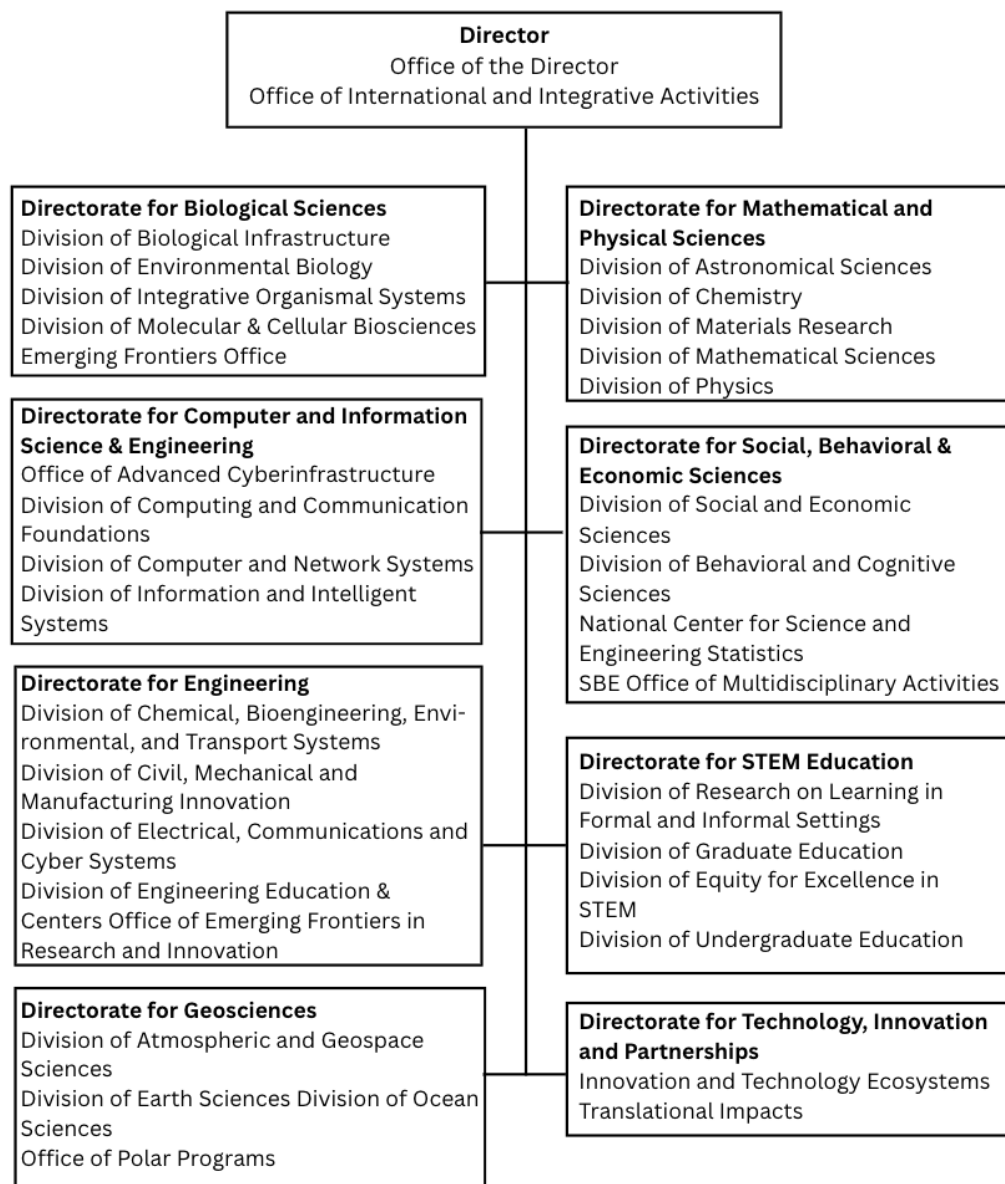 Director
Office of the Director
Office of International and Integrative Activities
Directorate for Biological Sciences
Division of Biological Infrastructure
Division of Environmental Biology
Division of Integrative Organismal Systems
Division of Molecular & Cellular Biosciences
Emerging Frontiers Office
Directorate for Computer and Information
Science & Engineering
Office of Advanced Cyberinfrastructure
Division of Computing and Communication
Foundations
Division of Computer and Network Systems
Division of Information and Intelligent
Systems
Directorate for Engineering
Division of Chemical, Bioengineering, Envi-
ronmental, and Transport Systems
Division of Civil, Mechanical and
Manufacturing Innovation
Division of Electrical, Communications and
Cyber Systems
Division of Engineering Education &
Centers Office of Emerging Frontiers in
Research and Innovation
Directorate for Geosciences
Division of Atmospheric and Geospace
Sciences
Division of Earth Sciences Division of Ocean
Sciences
Office of Polar Programs
Directorate for Mathematical and
Physical Sciences
Division of Astronomical Sciences
Division of Chemistry
Division of Materials Research
Division of Mathematical Sciences
Division of Physics
Directorate for Social, Behavioral &
Economic Sciences
Division of Social and Economic
Sciences
Division of Behavioral and Cognitive
Sciences
National Center for Science and
Engineering Statistics
SBE Office of Multidisciplinary Activities
Directorate for STEM Education
Division of Research on Learning in
Formal and Informal Settings
Division of Graduate Education
Division of Equity for Excellence in
STEM
Division of Undergraduate Education
Directorate for Technology, Innovation
and Partnerships
Innovation and Technology Ecosystems
Translational Impacts